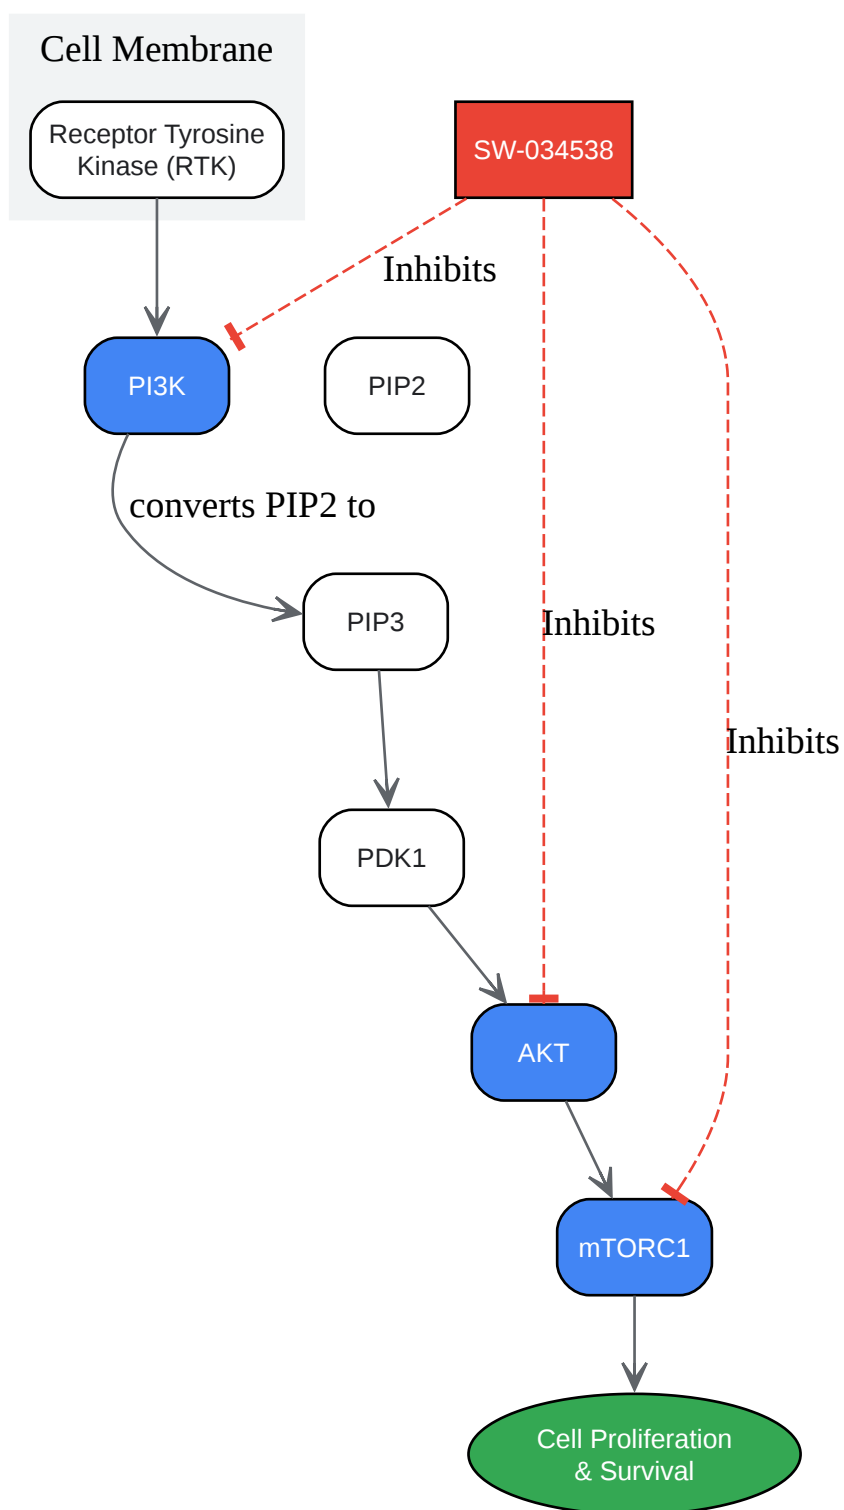 Cell Membrane
Receptor Tyrosine
Kinase (RTK)
SW-034538
Inhibits
PI3K
PIP2
converts PIP2 to
PIP3
Inhibits
Inhibits
PDK1
AKT
mTORC1
Cell Proliferation
& Survival